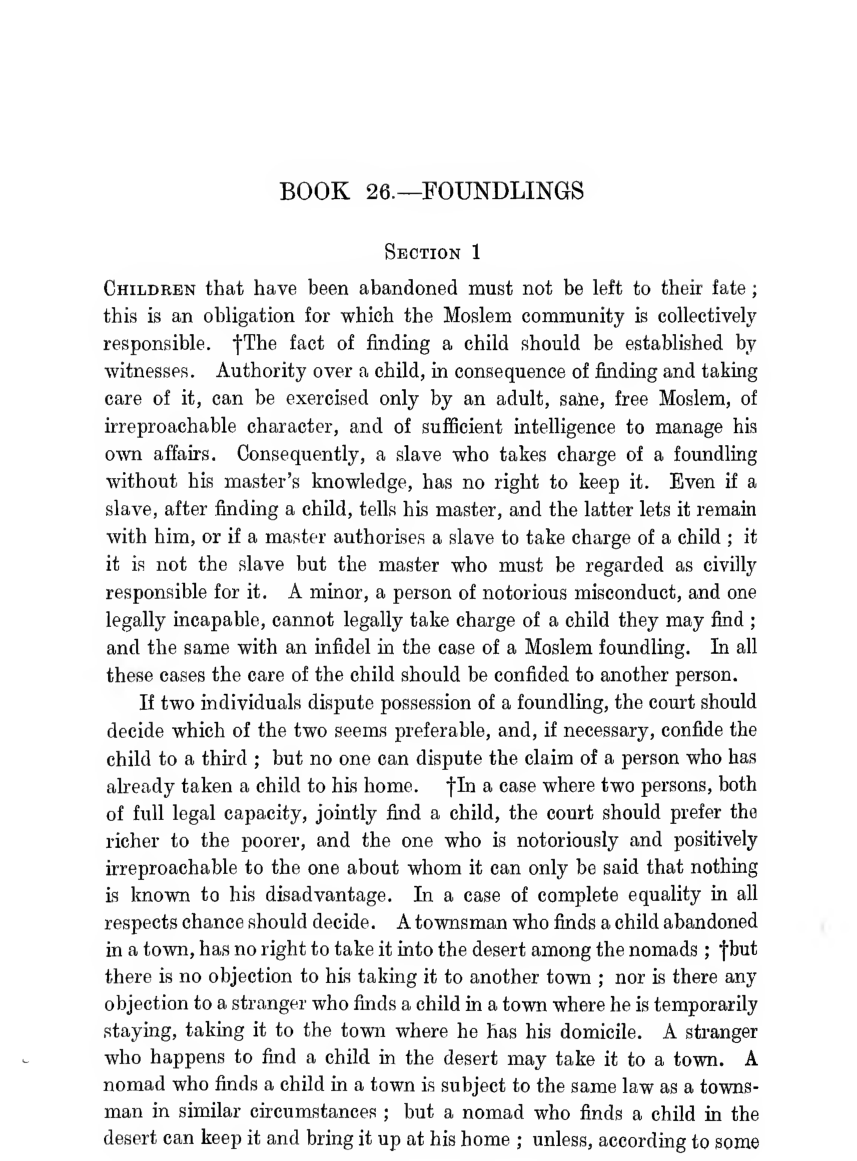 BOOK 26.—FOUNDLINGS
SECTION 1
CHILDREN that have been abandoned must not be left to their fate ;
this is an obligation for which the Moslem community is collectively
responsible. †The fact of finding a child should be established by
witnesses. Authority over a child, in consequence of finding and taking
care of it, can be exercised only by an adult, sane, free Moslem, of
irreproachable character, and of sufficient intelligence to manage his
own affairs. Consequently, a slave who takes charge of a foundling
without his master's knowledge, has no right to keep it. Even if a
slave, after finding a child, tells his master, and the latter lets it remain
with him, or if a master authorises a slave to take charge of a child ; it
it is not the slave but the master who must be regarded as civilly
responsible for it. A minor, a person of notorious misconduct, and one
legally incapable, cannot legally take charge of a child they may find ;
and the same with an infidel in the case of a Moslem foundling. In all
these cases the care of the child should be confided to another person.
If two individuals dispute possession of a foundling, the court should
decide which of the two seems preferable, and, if necessary, confide the
child to a third ; but no one can dispute the claim of a person who has
already taken a child to his home. †In a case where two persons, both
of full legal capacity, jointly find a child, the court should prefer the
richer to the poorer, and the one who is notoriously and positively
irreproachable to the one about whom it can only be said that nothing
is known to his disadvantage. In a case of complete equality in all
respects chance should decide. A townsman who finds a child abandoned
in a town, has no right to take it into the desert among the nomads ; †but
there is no objection to his taking it to another town ; nor is there any
objection to a stranger who finds a child in a town where he is temporarily
staying, taking it to the town where he has his domicile. A stranger
who happens to find a child in the desert may take it to a town. A
nomad who finds a child in a town is subject to the same law as a towns-
man in similar circumstances ; but a nomad who finds a child in the
desert can keep it and bring it up at his home ; unless, according to some